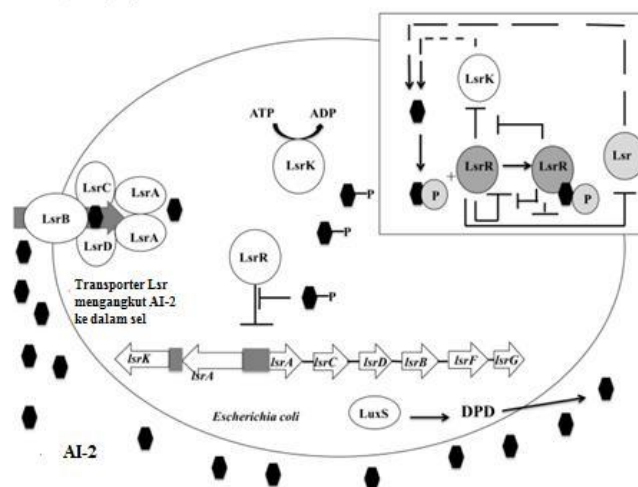 LsrK
ATP
ADP
LsrK
LsrR
LsrR
Lsr
P
+
P
LsrC
LsrA
LsrB
LsrD
LsrA
P
P
LsrR
P
Transporter Lsr
mengangkut AI-2
ke dalam sel
lsrK
lsrA
lsrA
lsrC
lsrD
lsrB
lsrF
lsrG
Escherichia coli
LuxS
DPD
AI-2